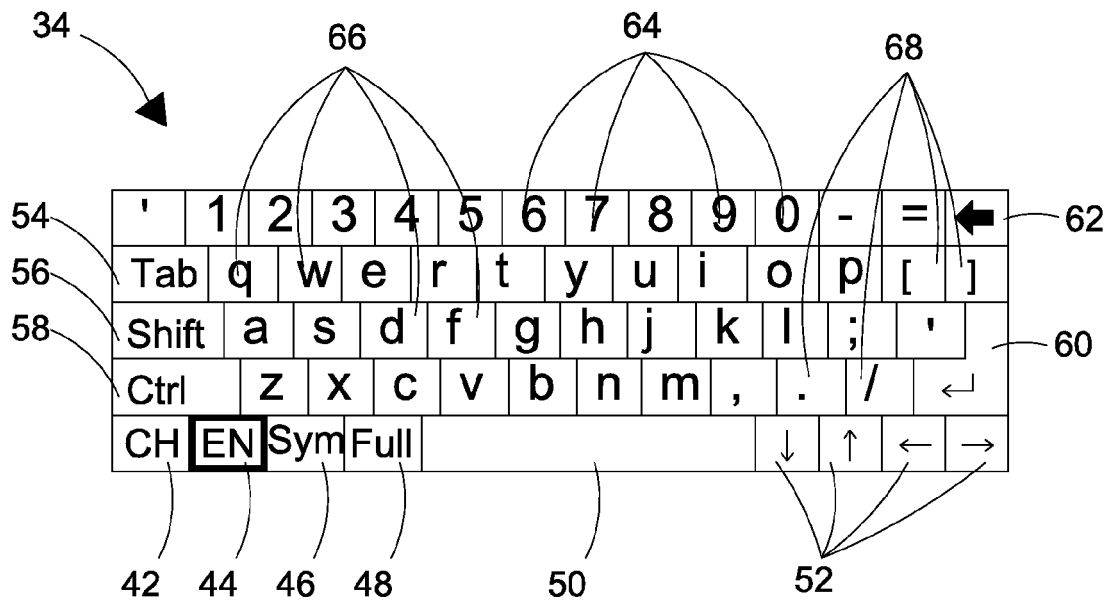 34 66 64 68
54 ' 1 2 3 4 5 6 7 8 9 0 - = 62
56 Tab q w e r t y u i o p [ ]
58 Shift a s d f g h j k l ; ' 60
Ctrl z x c v b n m , . /
CH EN Sym Full ↓ ↑ ← →
42 44 46 48 50 52